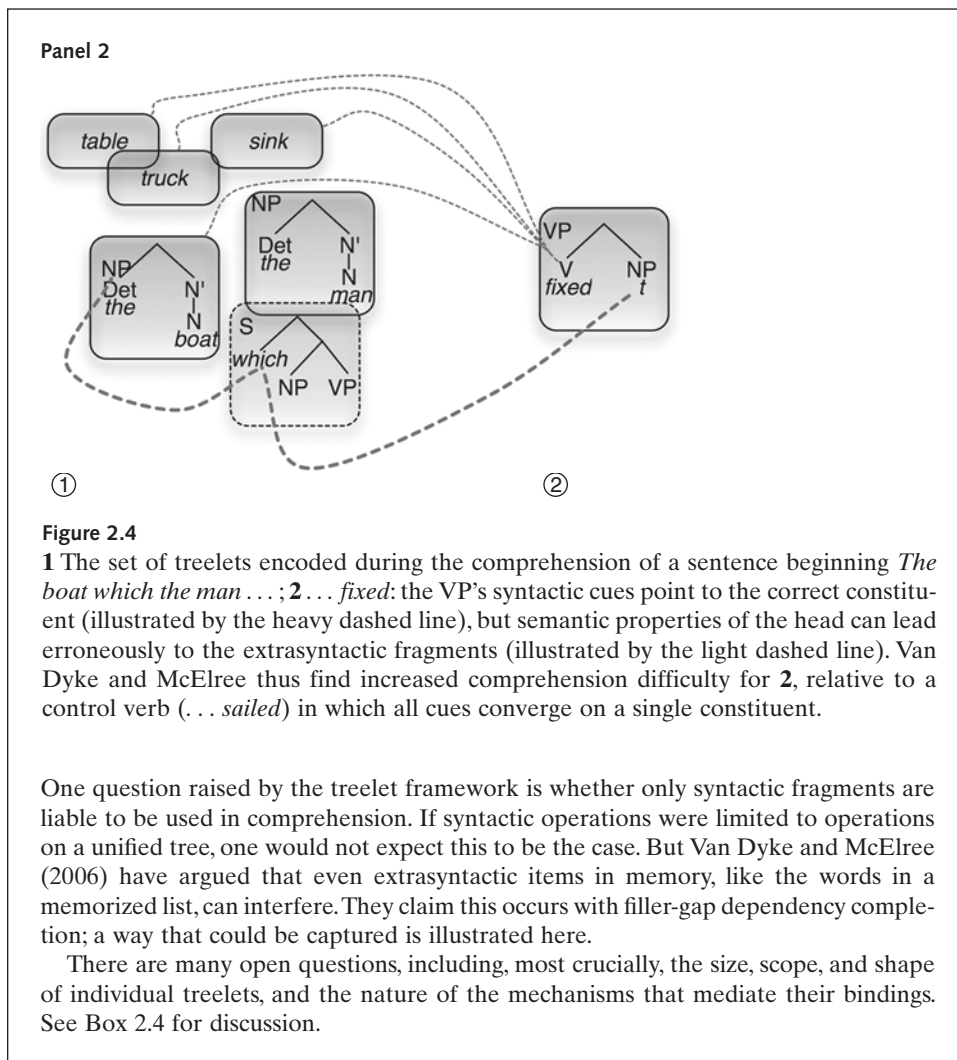 Panel 2
table
sink
truck
NP
Det
the
N'
N
man
VP
V
fixed
NP
t
NP
Det
the
N'
N
boat
S
which
NP
VP
①
②
Figure 2.4
1 The set of treelets encoded during the comprehension of a sentence beginning The
boat which the man . . . ; 2 . . . fixed: the VP's syntactic cues point to the correct constitu-
ent (illustrated by the heavy dashed line), but semantic properties of the head can lead
erroneously to the extrasyntactic fragments (illustrated by the light dashed line). Van
Dyke and McElree thus find increased comprehension difficulty for 2, relative to a
control verb (. . . sailed) in which all cues converge on a single constituent.
One question raised by the treelet framework is whether only syntactic fragments are
liable to be used in comprehension. If syntactic operations were limited to operations
on a unified tree, one would not expect this to be the case. But Van Dyke and McElree
(2006) have argued that even extrasyntactic items in memory, like the words in a
memorized list, can interfere. They claim this occurs with filler-gap dependency comple-
tion; a way that could be captured is illustrated here.
There are many open questions, including, most crucially, the size, scope, and shape
of individual treelets, and the nature of the mechanisms that mediate their bindings.
See Box 2.4 for discussion.